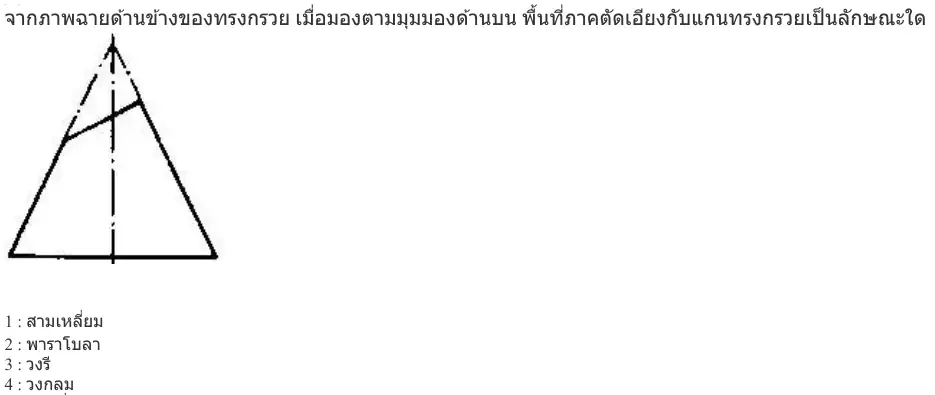 จากภาพฉายด้านข้างของทรงกรวย เมื่อมองตามมุมมองด้านบน พื้นที่ภาคตัดเอียงกับแกนทรงกรวยเป็นลักษณะใด
1 : สามเหลี่ยม
2 : พาราโบลา
3 : วงรี
4 : วงกลม